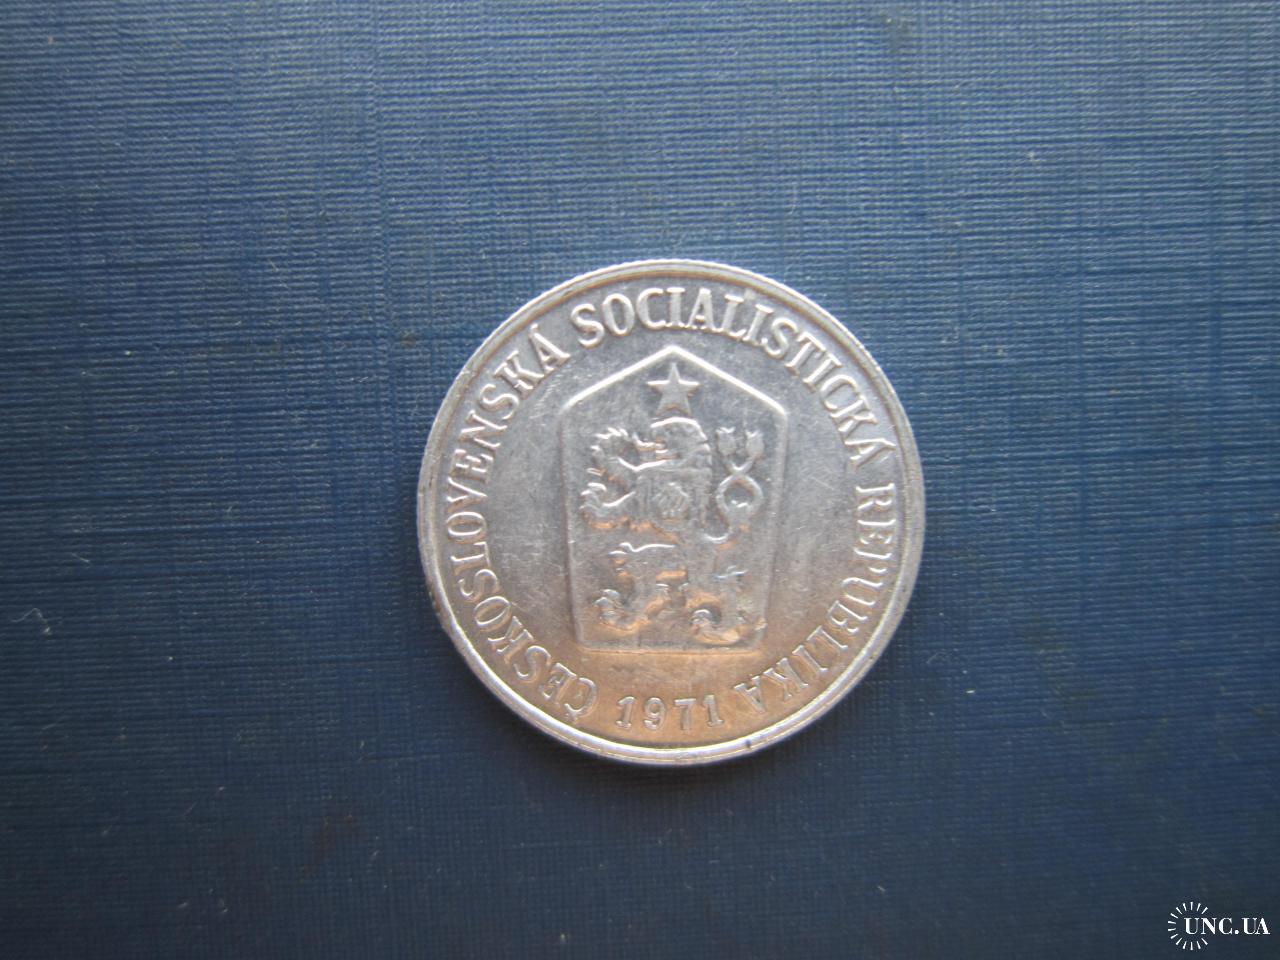 ČESKOSLOVENSKÁ SOCIALISTICKÁ REPUBLIKA
1971
UNC.UA